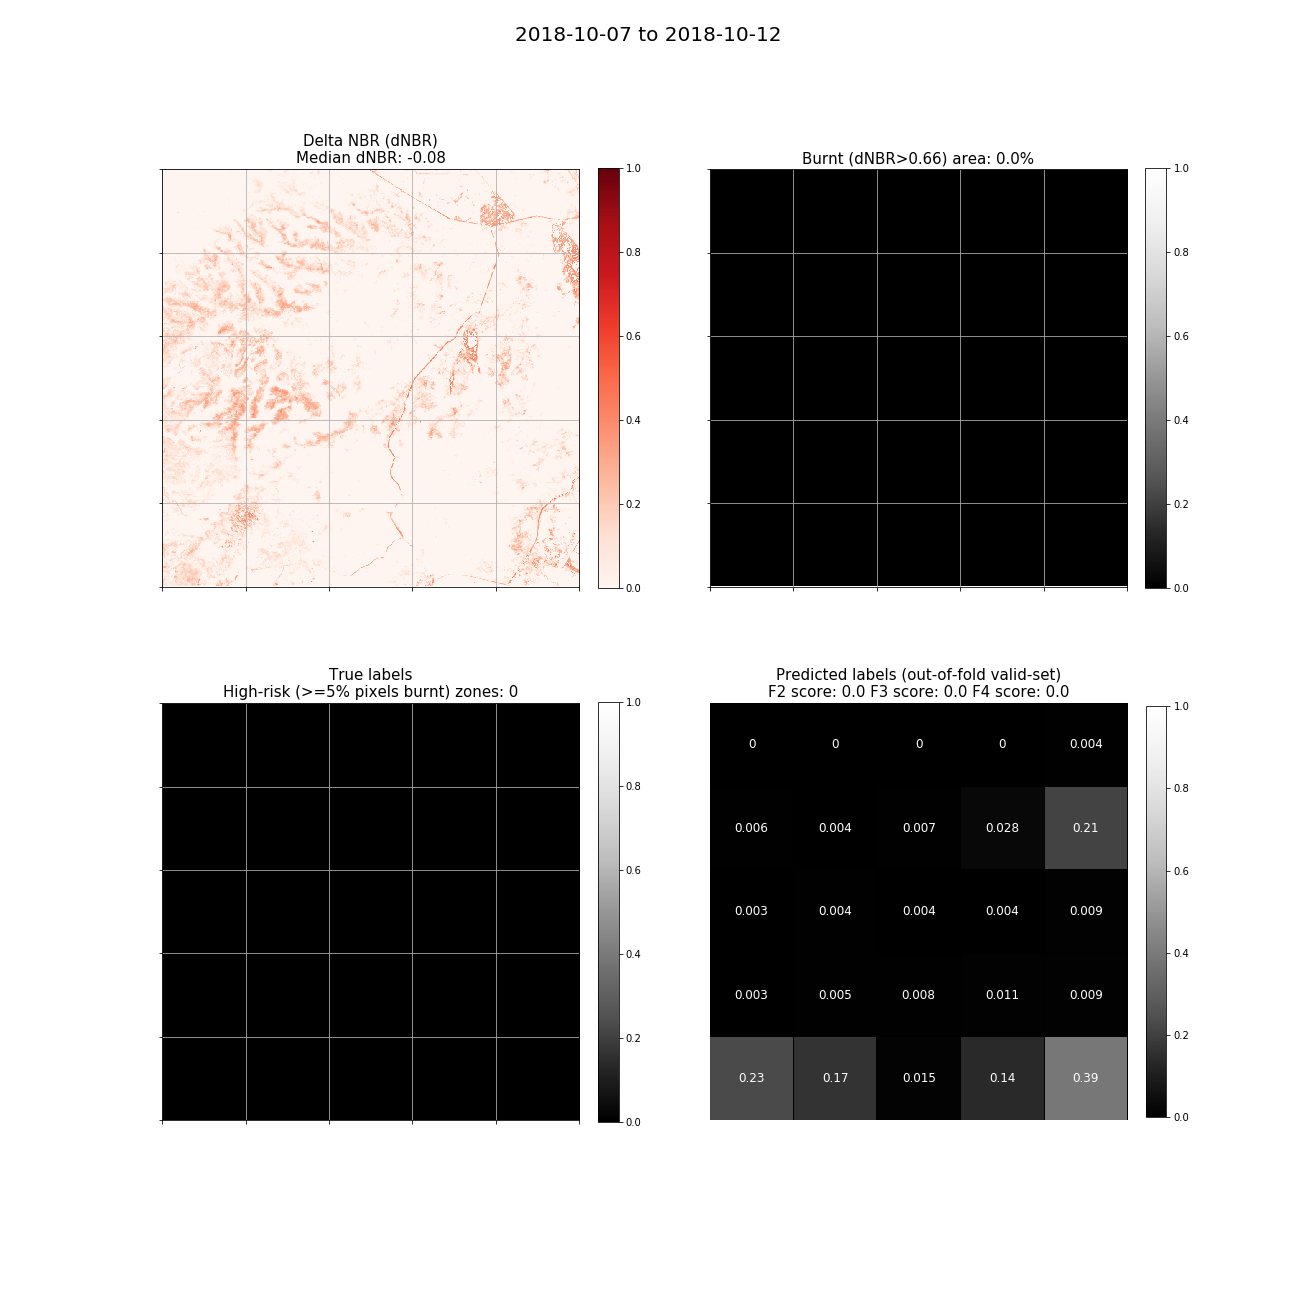 2018-10-07 to 2018-10-12
Delta NBR (dNBR)
Median dNBR: -0.08
1.0
0.8
0.6
0.4
0.2
0.0
Burnt (dNBR>0.66) area: 0.0%
1.0
0.8
0.6
0.4
0.2
0.0
True labels
High-risk (>=5% pixels burnt) zones: 0
1.0
0.8
0.6
0.4
0.2
0.0
Predicted labels (out-of-fold valid-set)
F2 score: 0.0 F3 score: 0.0 F4 score: 0.0
0 0 0 0 0.004
0.006 0.004 0.007 0.028 0.21
0.003 0.004 0.004 0.004 0.009
0.003 0.005 0.008 0.011 0.009
0.23 0.17 0.015 0.14 0.39
1.0
0.8
0.6
0.4
0.2
0.0